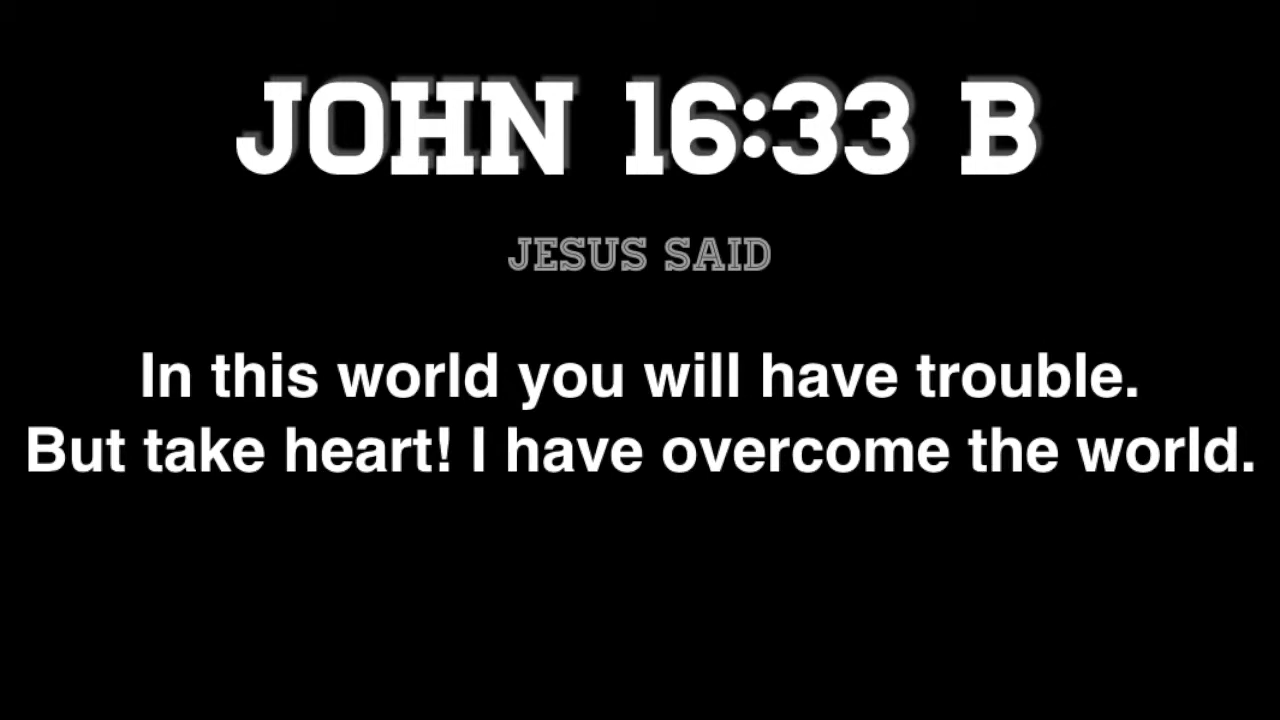 JOHN 16:33 B
JESUS SAID
In this world you will have trouble.
But take heart! I have overcome the world.